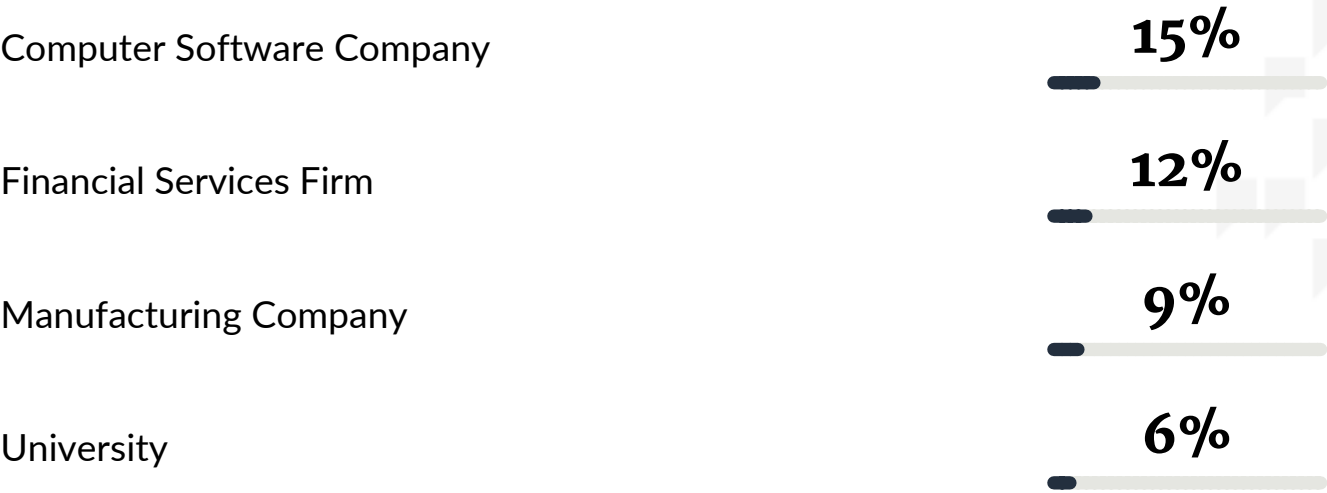 Computer Software Company 15%
Financial Services Firm 12%
Manufacturing Company 9%
University 6%